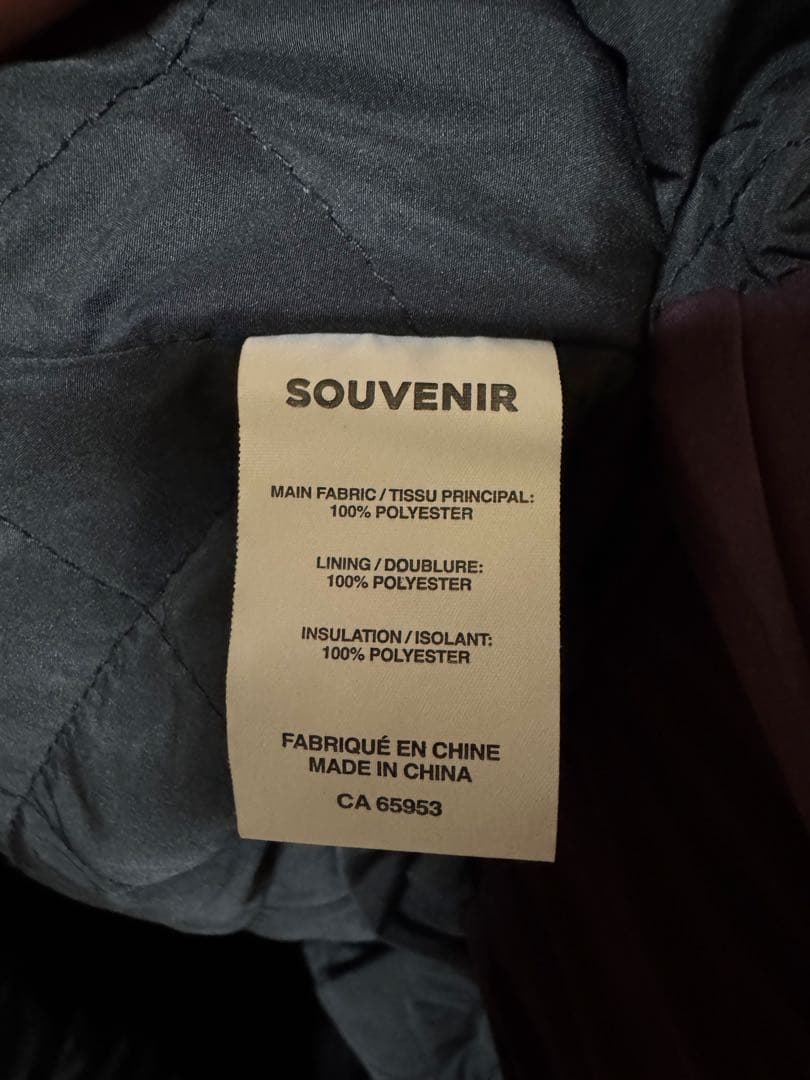 SOUVENIR
MAIN FABRIC / TISSU PRINCIPAL:
100% POLYESTER
LINING / DOUBLURE:
100% POLYESTER
INSULATION / ISOLANT:
100% POLYESTER
FABRIQUÉ EN CHINE
MADE IN CHINA
CA 65953